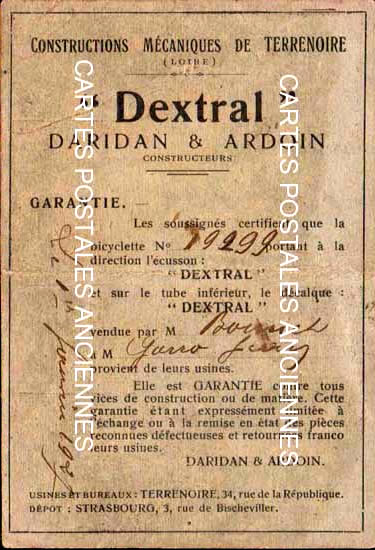 CONSTRUCTIONS MÉCANIQUES DE TERRENOIRE
(LOIRE)
“Dextral”
DARIDAN & ARDOIN
CONSTRUCTEURS
GARANTIE. —
Les soussignés certifient que la
bicyclette No 19299 portant à la
direction l'écusson :
“DEXTRAL”
et sur le tube inférieur, le décalque :
“DEXTRAL”
vendue par M
à M
provient de leurs usines.
Elle est GARANTIE contre tous
vices de construction ou de matière. Cette
garantie étant expressément limitée à
l'échange ou à la remise en état des pièces
reconnues défectueuses et retournées franco
leurs usines.
DARIDAN & ARDOIN.
USINES ET BUREAUX : TERRENOIRE, 34, rue de la République.
DÉPOT : STRASBOURG, 3, rue de Bischeviller.
CARTES POSTALES ANCIENNES
CARTES POSTALES ANCIENNES